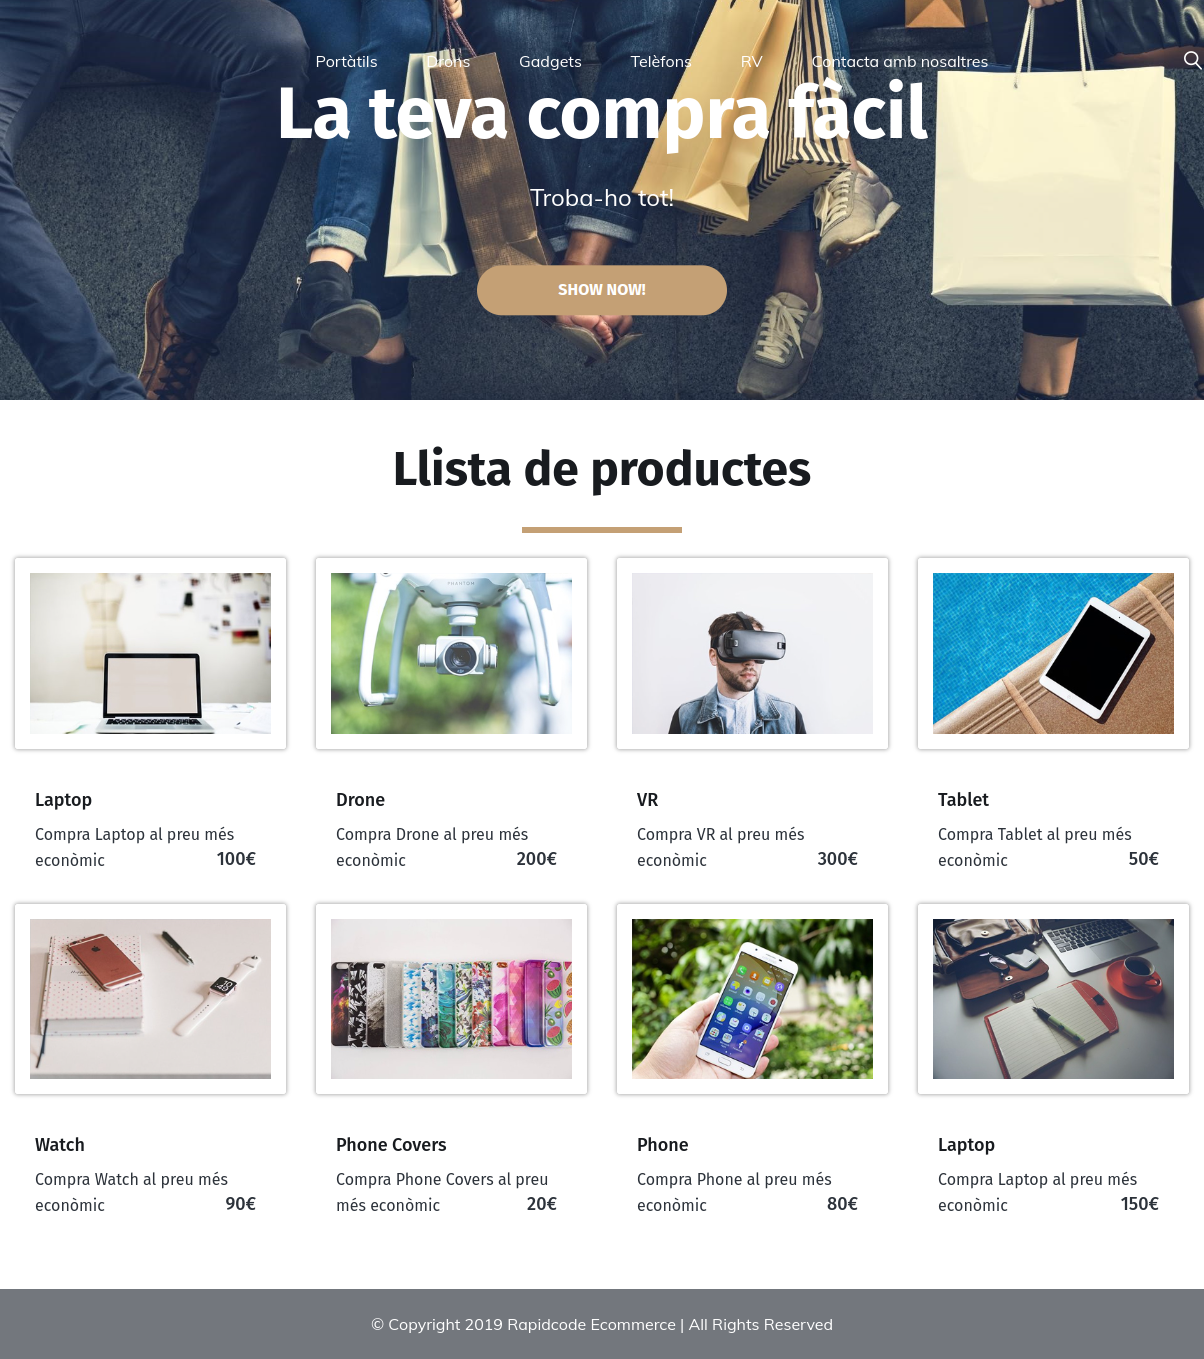 Portàtils Drons Gadgets Telèfons RV Contacta amb nosaltres
La teva compra fàcil
Troba-ho tot!
SHOW NOW!
Llista de productes
PHANTOM
Laptop
Compra Laptop al preu més
econòmic 100€
Drone
Compra Drone al preu més
econòmic 200€
VR
Compra VR al preu més
econòmic 300€
Tablet
Compra Tablet al preu més
econòmic 50€
Watch
Compra Watch al preu més
econòmic 90€
Phone Covers
Compra Phone Covers al preu
més econòmic 20€
Phone
Compra Phone al preu més
econòmic 80€
Laptop
Compra Laptop al preu més
econòmic 150€
© Copyright 2019 Rapidcode Ecommerce | All Rights Reserved